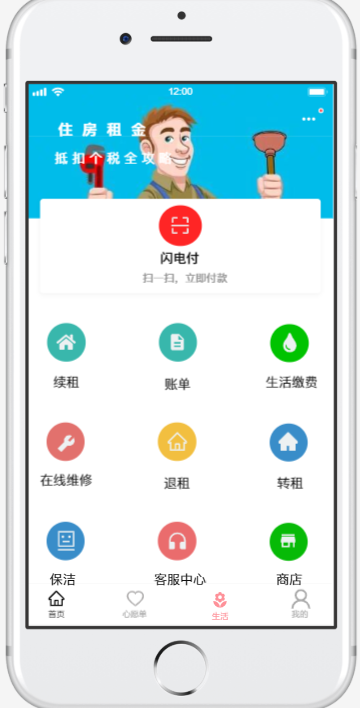 12:00
住房租金
抵扣个税全攻略
闪电付
扫一扫，立即付款
续租
账单
生活缴费
在线维修
退租
转租
保洁
客服中心
商店
首页
心愿单
生活
我的